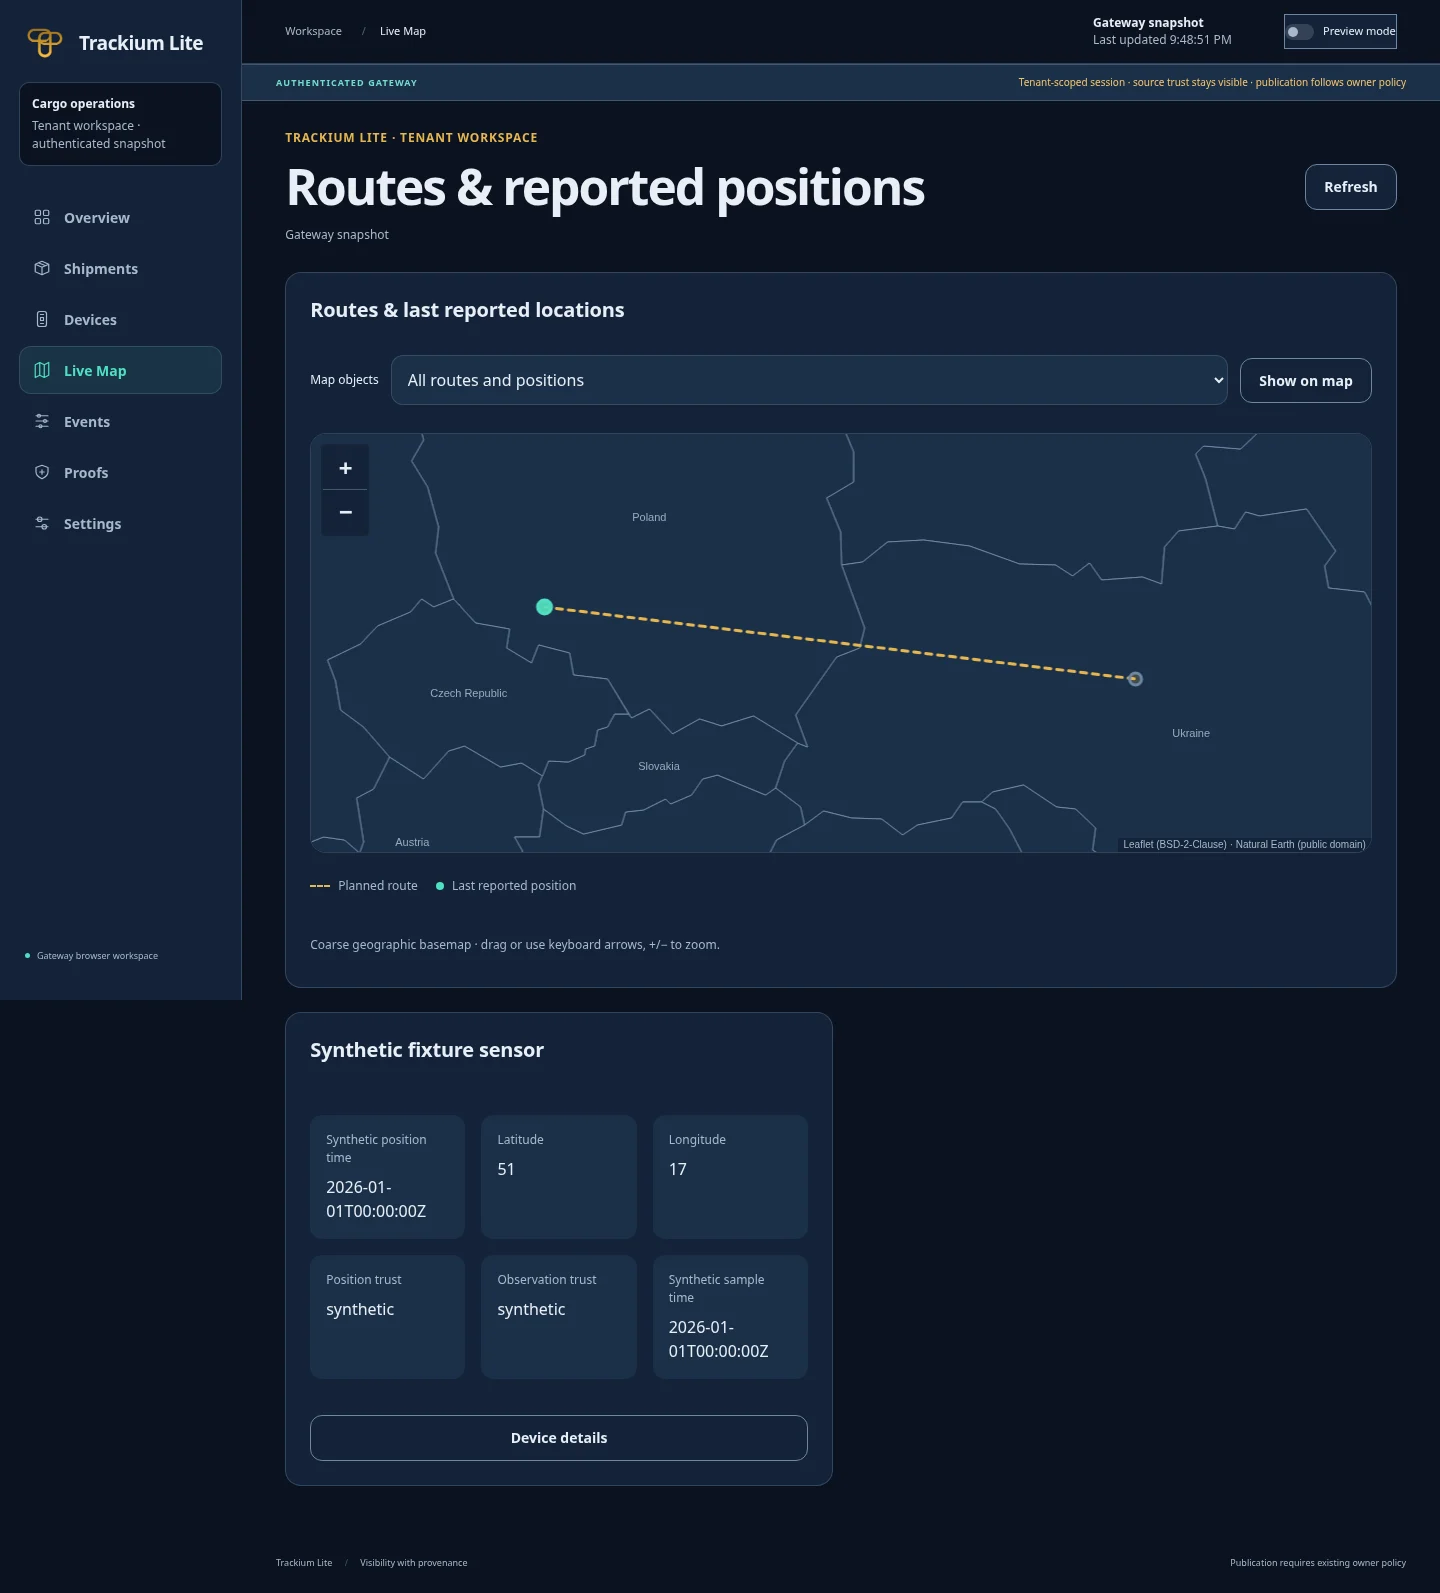 Trackium Lite
Cargo operations
Tenant workspace ·
authenticated snapshot
Overview
Shipments
Devices
Live Map
Events
Proofs
Settings
Gateway browser workspace
Workspace / Live Map
Gateway snapshot
Last updated 9:48:51 PM
Preview mode
AUTHENTICATED GATEWAY
Tenant-scoped session · source trust stays visible · publication follows owner policy
TRACKIUM LITE · TENANT WORKSPACE
Routes & reported positions
Refresh
Gateway snapshot
Routes & last reported locations
Map objects
All routes and positions
Show on map
+
−
Poland
Czech Republic
Slovakia
Ukraine
Austria
Leaflet (BSD-2-Clause) · Natural Earth (public domain)
Planned route
Last reported position
Coarse geographic basemap · drag or use keyboard arrows, +/− to zoom.
Synthetic fixture sensor
Synthetic position
time
2026-01-
01T00:00:00Z
Latitude
51
Longitude
17
Position trust
synthetic
Observation trust
synthetic
Synthetic sample
time
2026-01-
01T00:00:00Z
Device details
Trackium Lite / Visibility with provenance
Publication requires existing owner policy